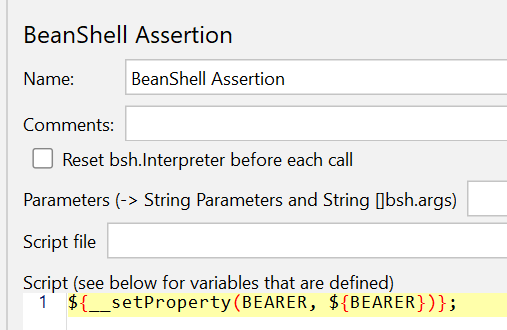 BeanShell Assertion
Name: BeanShell Assertion
Comments:
Reset bsh.Interpreter before each call
Parameters (-> String Parameters and String []bsh.args)
Script file
Script (see below for variables that are defined)
1 ${__setProperty(BEARER, ${BEARER})};